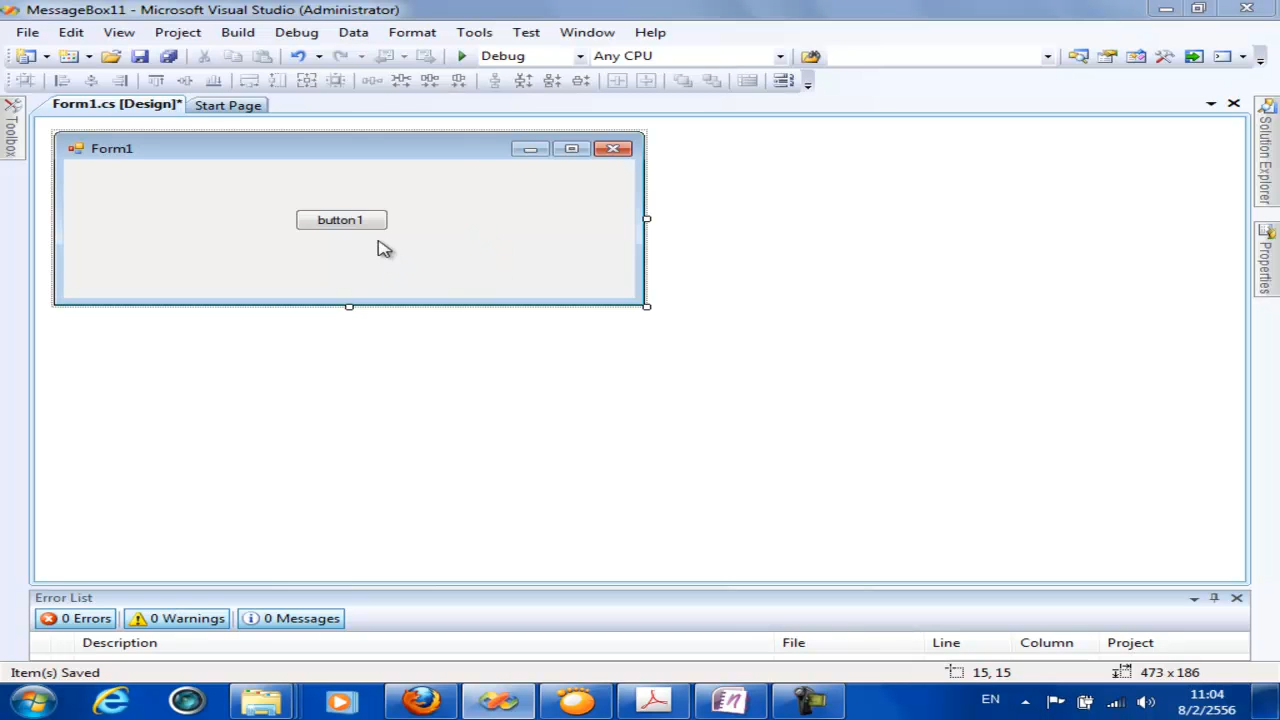 MessageBox11 - Microsoft Visual Studio (Administrator)
File Edit View Project Build Debug Data Format Tools Test Window Help
Debug Any CPU
Form1.cs [Design]* Start Page
Toolbox
Solution Explorer
Properties
Form1
button1
Error List
0 Errors 0 Warnings 0 Messages
Description File Line Column Project
Item(s) Saved 15, 15 473 x 186
EN 11:04
8/2/2556